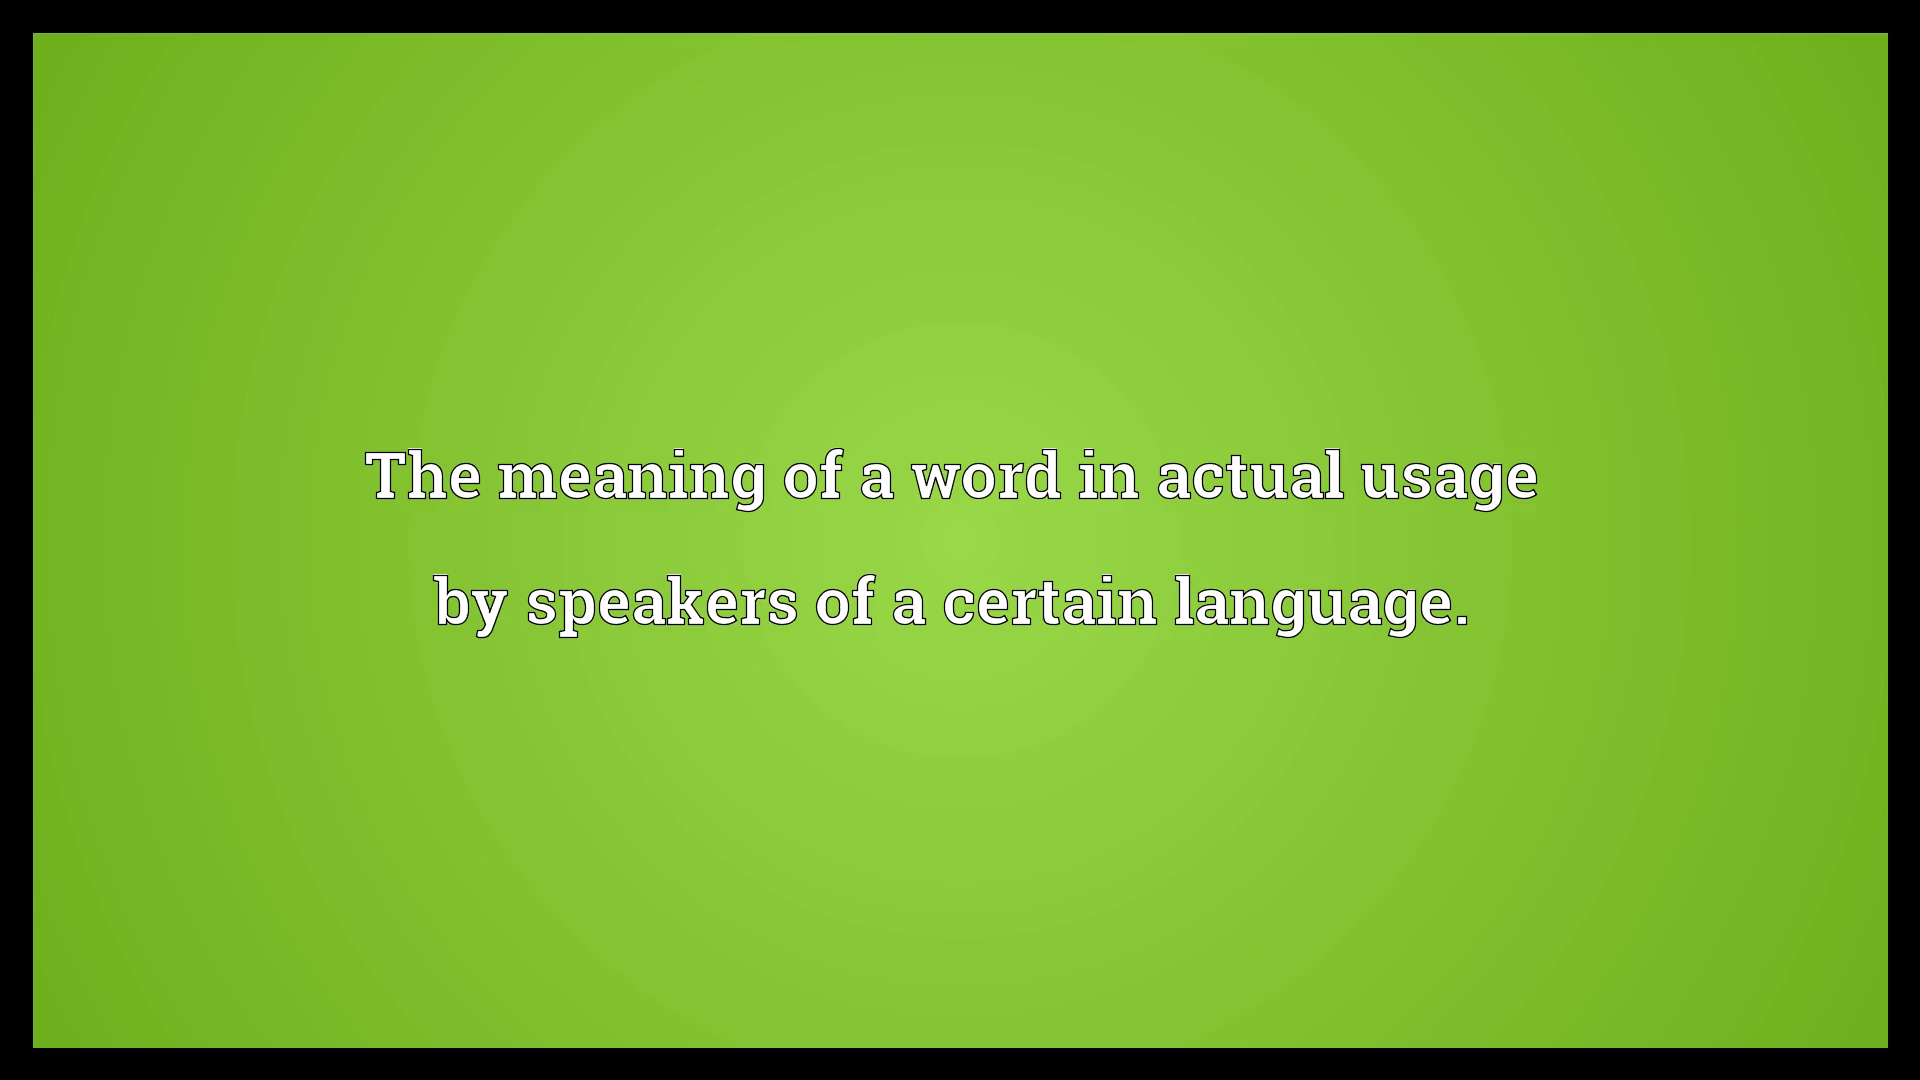 The meaning of a word in actual usage
by speakers of a certain language.